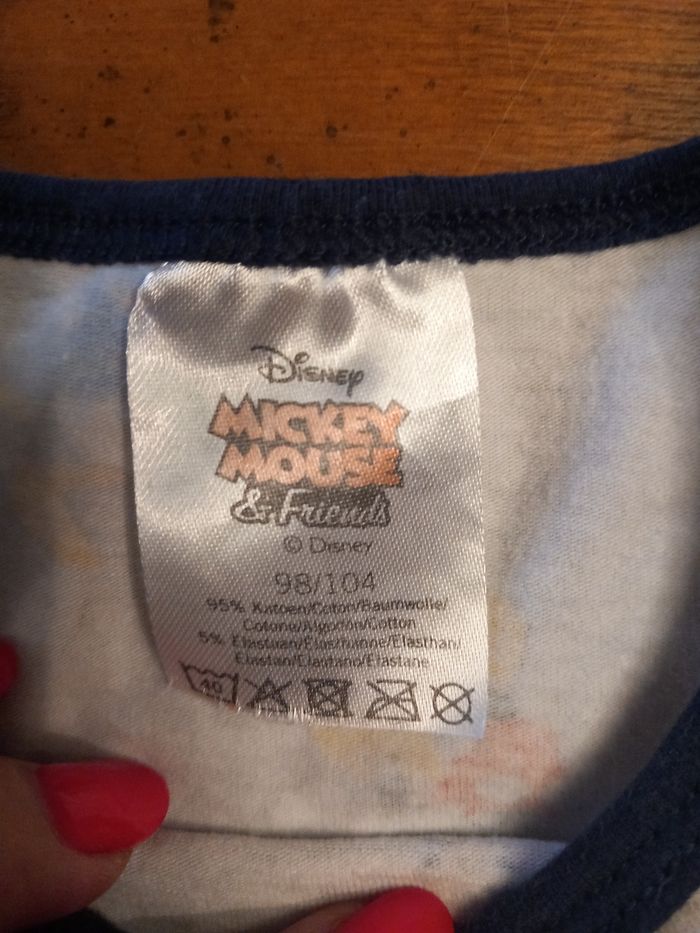 Disney
MICKEY
MOUSE
& Friends
© Disney
98/104
95% Katoen/Coton/Baumwolle/
Cotone/Algodón/Cotton
5% Elastaan/Élasthanne/Elasthan/
Elastan/Elastano/Elastane
40